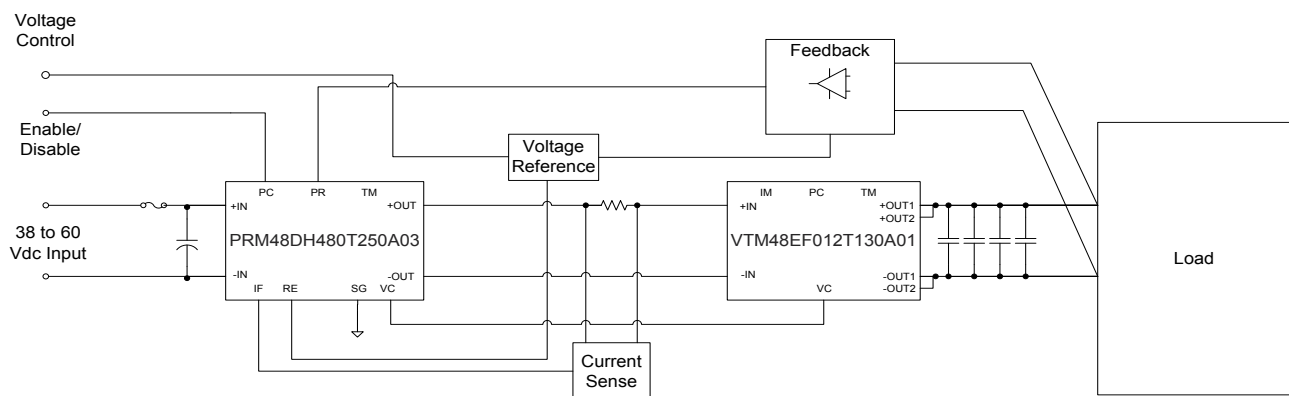 Voltage
Control
Feedback
Enable/
Disable
Voltage
Reference
PC
PR
TM
IM
PC
TM
+IN
+OUT
+IN
+OUT1
+OUT2
38 to 60
Vdc Input
PRM48DH480T250A03
VTM48EF012T130A01
Load
-IN
-OUT
-IN
-OUT1
-OUT2
IF
RE
SG
VC
VC
Current
Sense